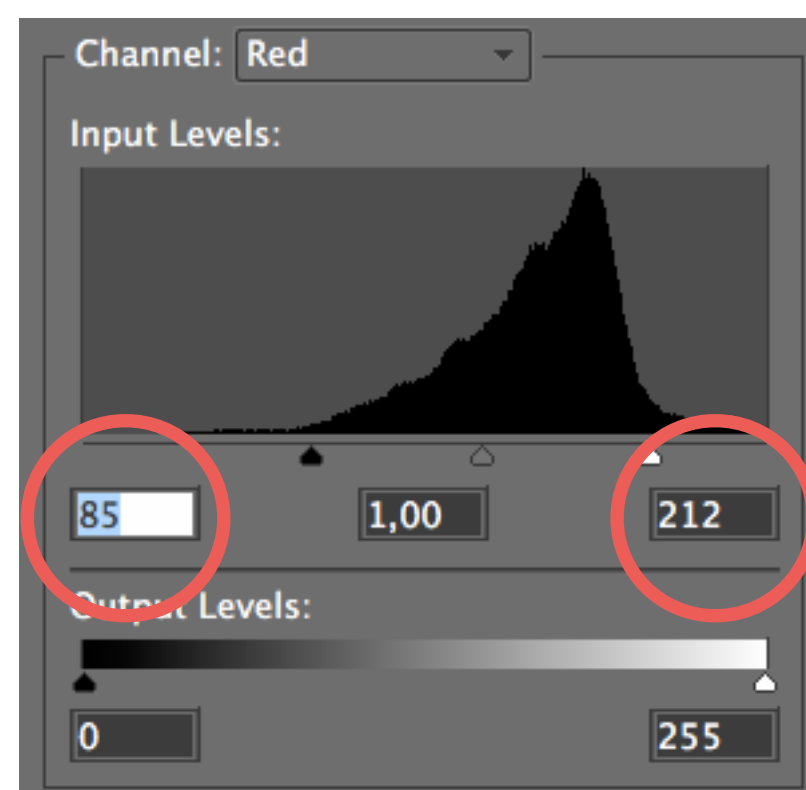 Channel: Red
Input Levels:
85 1,00 212
Output Levels:
0 255